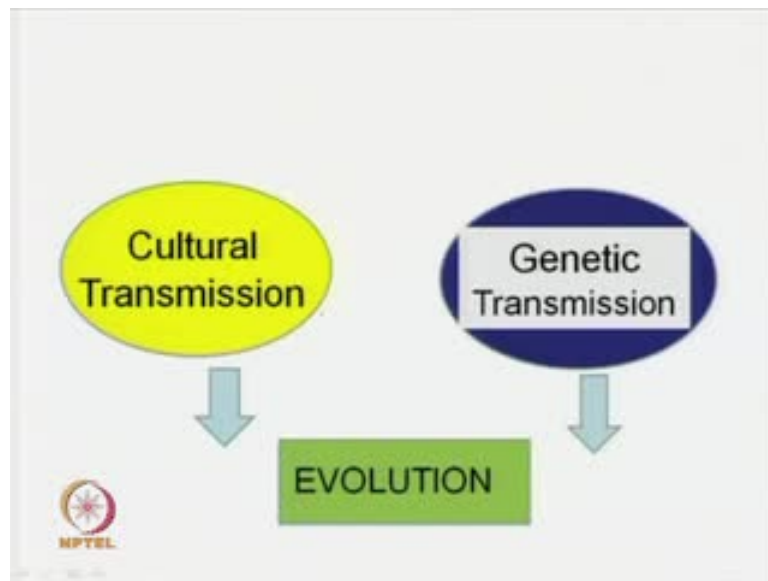 Cultural
Transmission
Genetic
Transmission
EVOLUTION
NPTEL